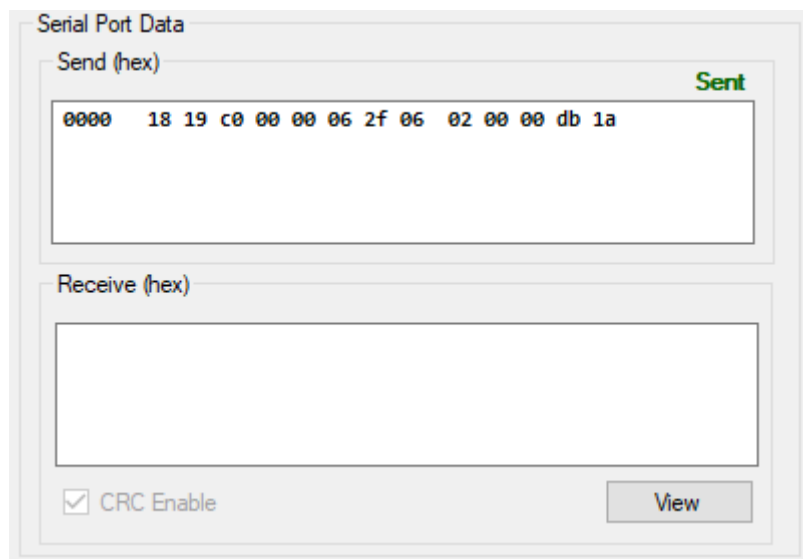 Serial Port Data
Send (hex)
Sent
0000 18 19 c0 00 00 06 2f 06 02 00 00 db 1a
Receive (hex)
CRC Enable
View